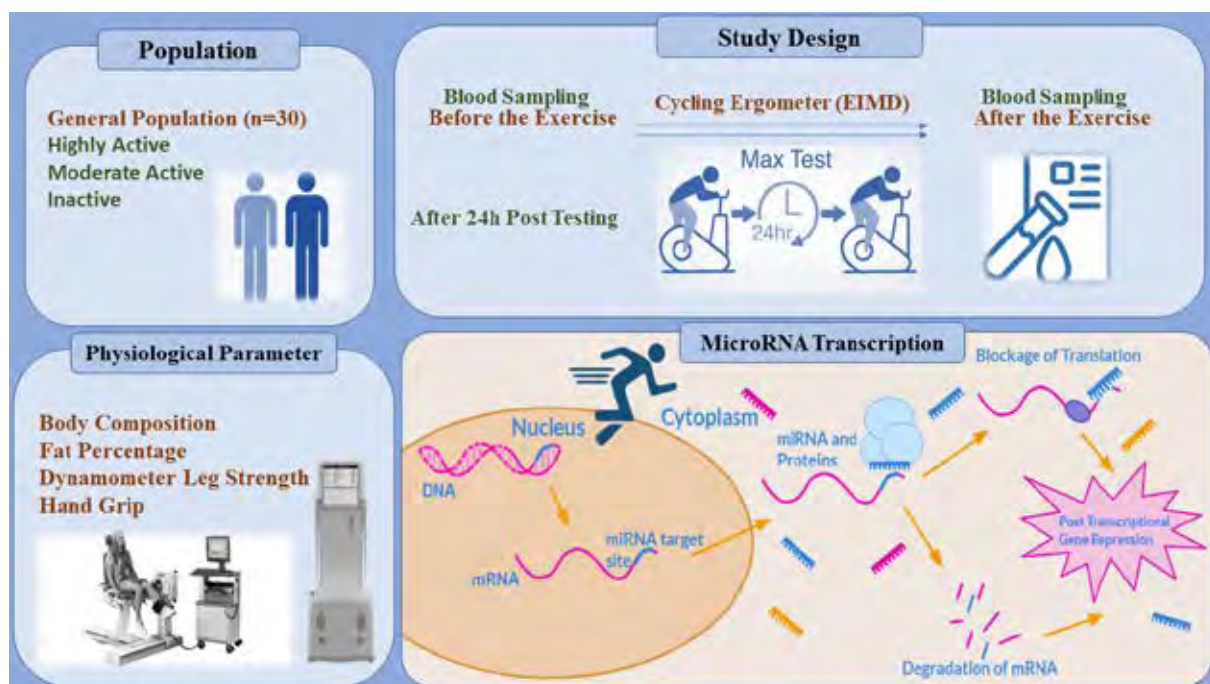 Population
General Population (n=30)
Highly Active
Moderate Active
Inactive
Study Design
Blood Sampling
Before the Exercise
Cycling Ergometer (EIMD)
Blood Sampling
After the Exercise
After 24h Post Testing
Max Test
24hr
Physiological Parameter
Body Composition
Fat Percentage
Dynamometer Leg Strength
Hand Grip
MicroRNA Transcription
Nucleus
Cytoplasm
DNA
mRNA
miRNA target
site
miRNA and
Proteins
Blockage of Translation
Post Transcriptional
Gene Expression
Degradation of mRNA